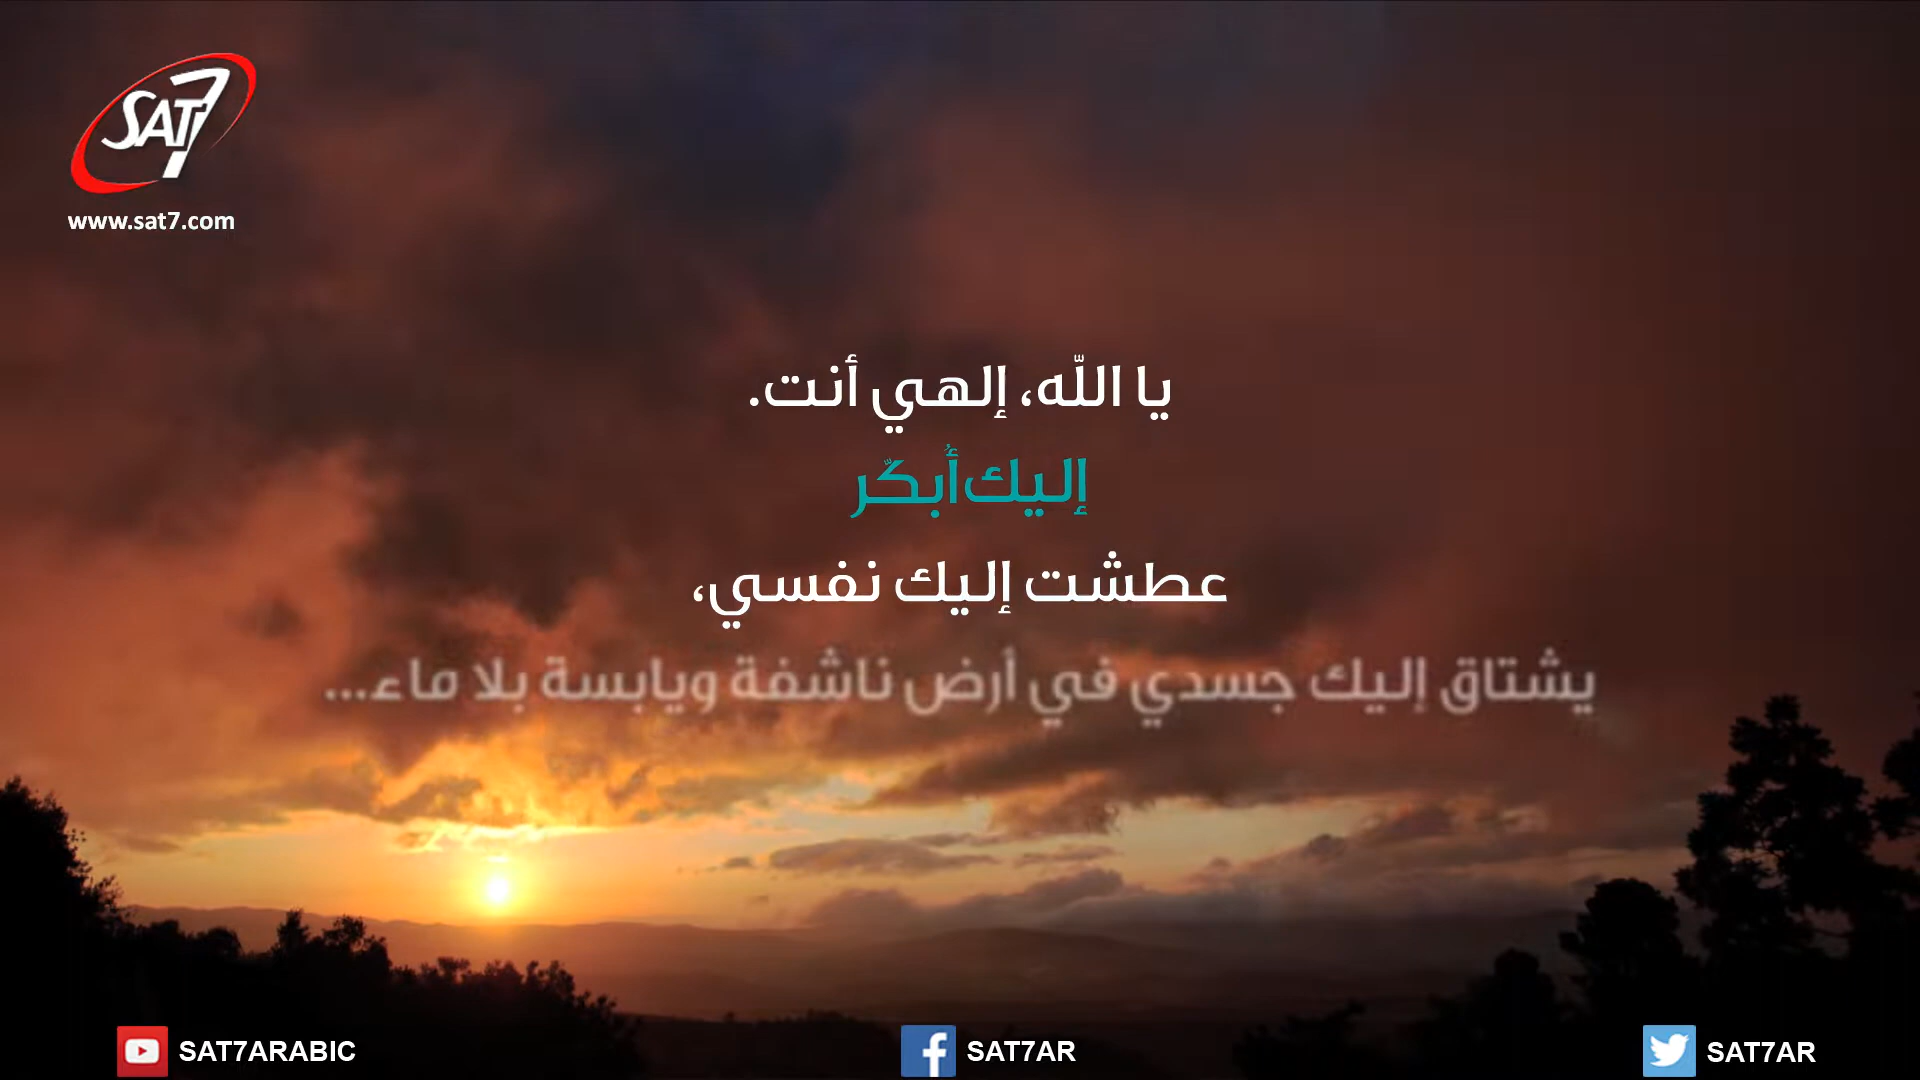 SAT7
www.sat7.com
يا اللّه، إلهي أنت.
إليك أُبكّر
عطشت إليك نفسي،
يشتاق إليك جسدي في أرض ناشفة ويابسة بلا ماء...
SAT7ARABIC
SAT7AR
SAT7AR